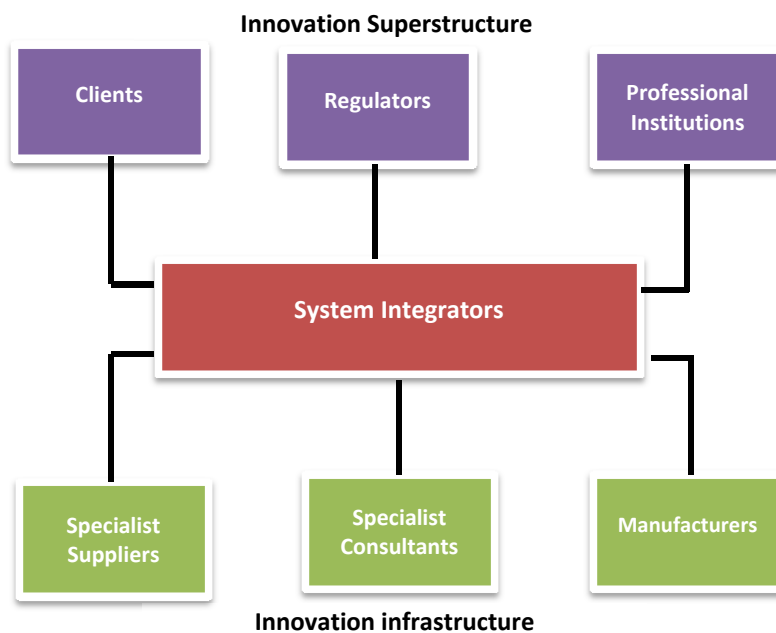 Innovation Superstructure
Clients
Regulators
Professional
Institutions
System Integrators
Specialist
Suppliers
Specialist
Consultants
Manufacturers
Innovation infrastructure